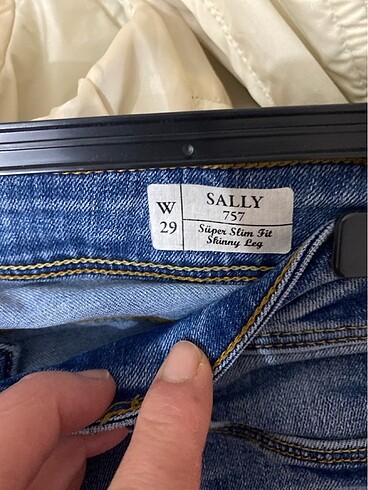 W
29
SALLY
757
Süper Slim Fit
Skinny Leg